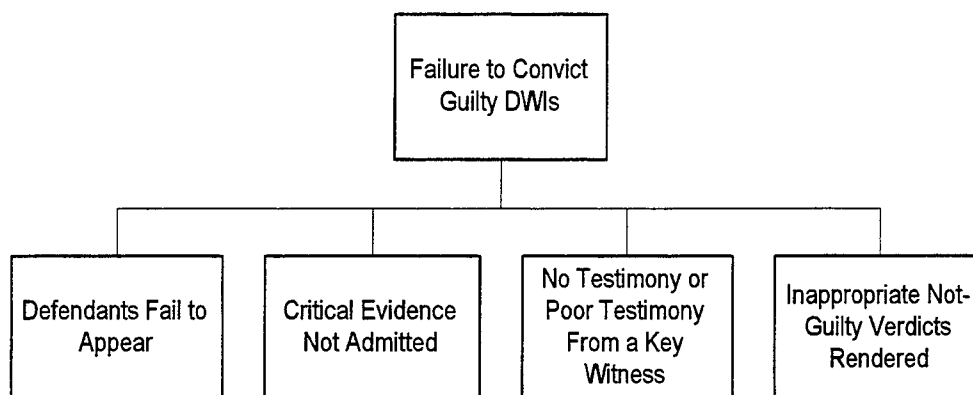 Failure to Convict
Guilty DWIs
Defendants Fail to
Appear
Critical Evidence
Not Admitted
No Testimony or
Poor Testimony
From a Key
Witness
Inappropriate Not-
Guilty Verdicts
Rendered